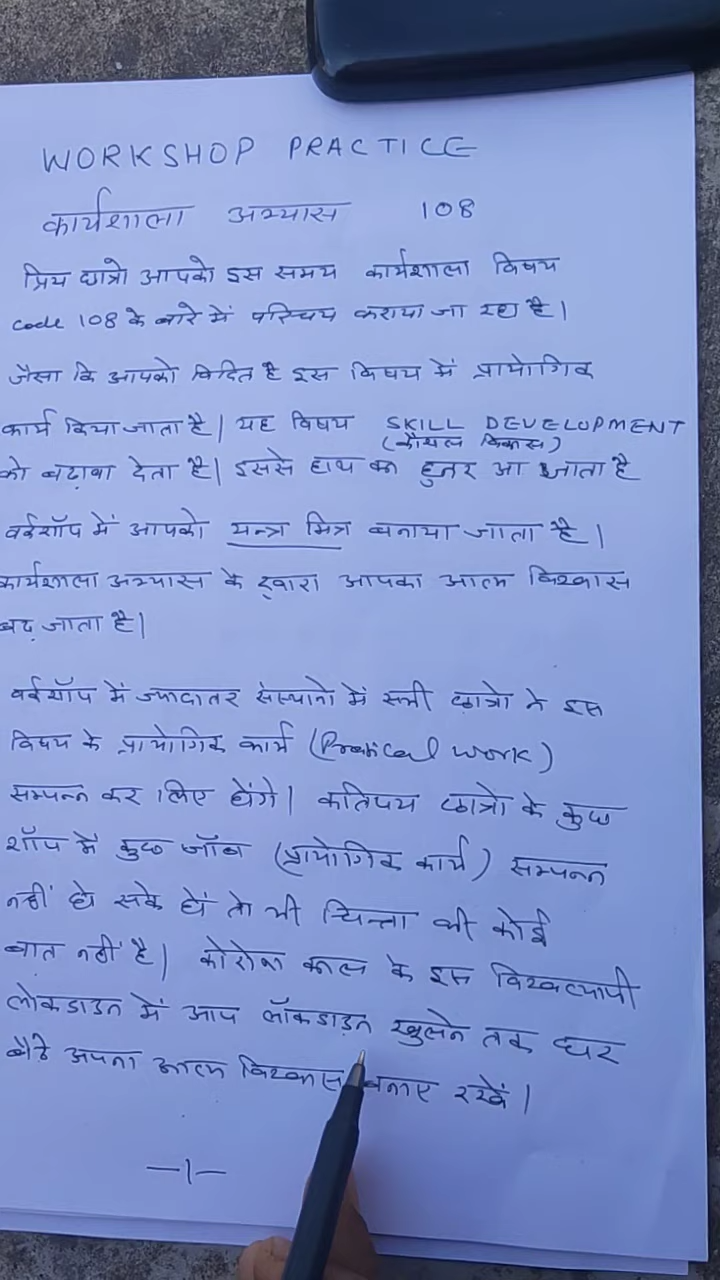 WORKSHOP PRACTICE
कार्यशाला अभ्यास 108
प्रिय छात्रो आपको इस समय कार्यशाला विषय
code 108 के बारे में परिचय कराया जा रहा है।
जैसा कि आपको विदित है इस विषय में प्रायोगिक
कार्य किया जाता है। यह विषय SKILL DEVELOPMENT
(कौशल विकास)
को बढ़ावा देता है। इससे हाथ का हुनर आ जाता है
वर्कशॉप में आपको यन्त्र मित्र बनाया जाता है।
कार्यशाला अभ्यास के द्वारा आपका आत्म विश्वास
बढ़ जाता है।
वर्कशॉप में ज्यादातर संस्थानो में सभी छात्रो ने इस
विषय के प्रायोगिक कार्य (Practical work)
सम्पन्न कर लिए होंगे। कतिपय छात्रो के कुछ
शॉप में कुछ जॉब (प्रायोगिक कार्य) सम्पन्न
नहीं हो सके हों तो भी चिन्ता की कोई
बात नहीं है। कोरोना काल के इस विश्वव्यापी
लोकडाउन में आप लॉकडाउन खुलने तक घर
बैठे अपना आत्म विश्वास बनाए रखें।
—1—